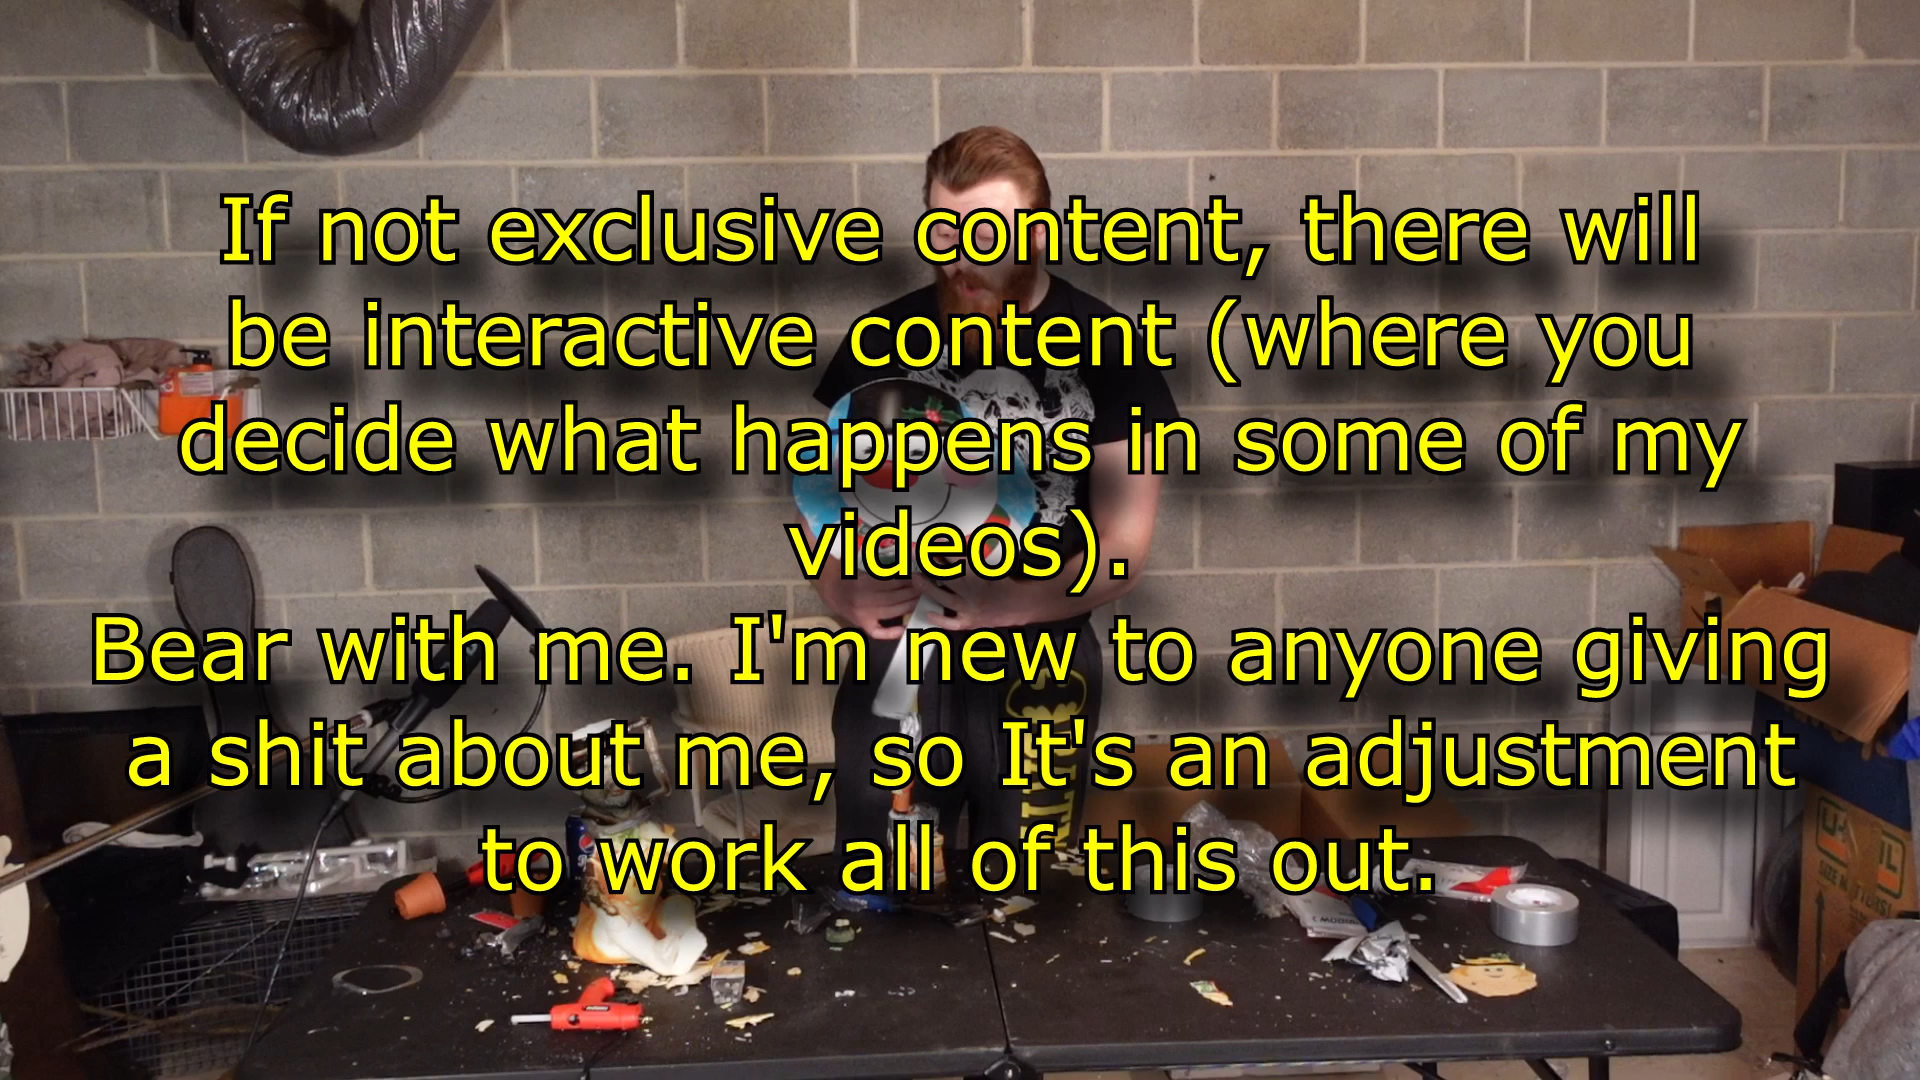 If not exclusive content, there will
be interactive content (where you
decide what happens in some of my
videos).
Bear with me. I'm new to anyone giving
a shit about me, so It's an adjustment
to work all of this out.